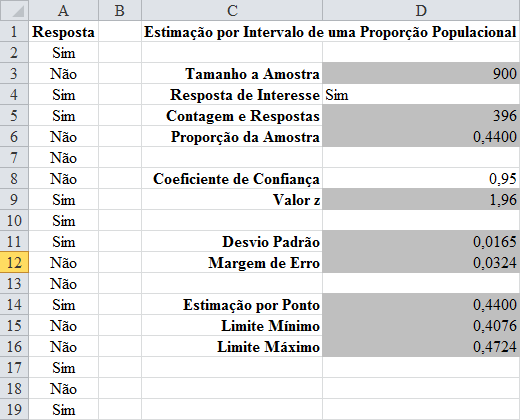 A B C D
1 Resposta Estimação por Intervalo de uma Proporção Populacional
2 Sim
3 Não Tamanho a Amostra 900
4 Sim Resposta de Interesse Sim
5 Sim Contagem e Respostas 396
6 Não Proporção da Amostra 0,4400
7 Não
8 Não Coeficiente de Confiança 0,95
9 Sim Valor z 1,96
10 Sim
11 Sim Desvio Padrão 0,0165
12 Não Margem de Erro 0,0324
13 Não
14 Sim Estimação por Ponto 0,4400
15 Não Limite Mínimo 0,4076
16 Não Limite Máximo 0,4724
17 Sim
18 Não
19 Sim